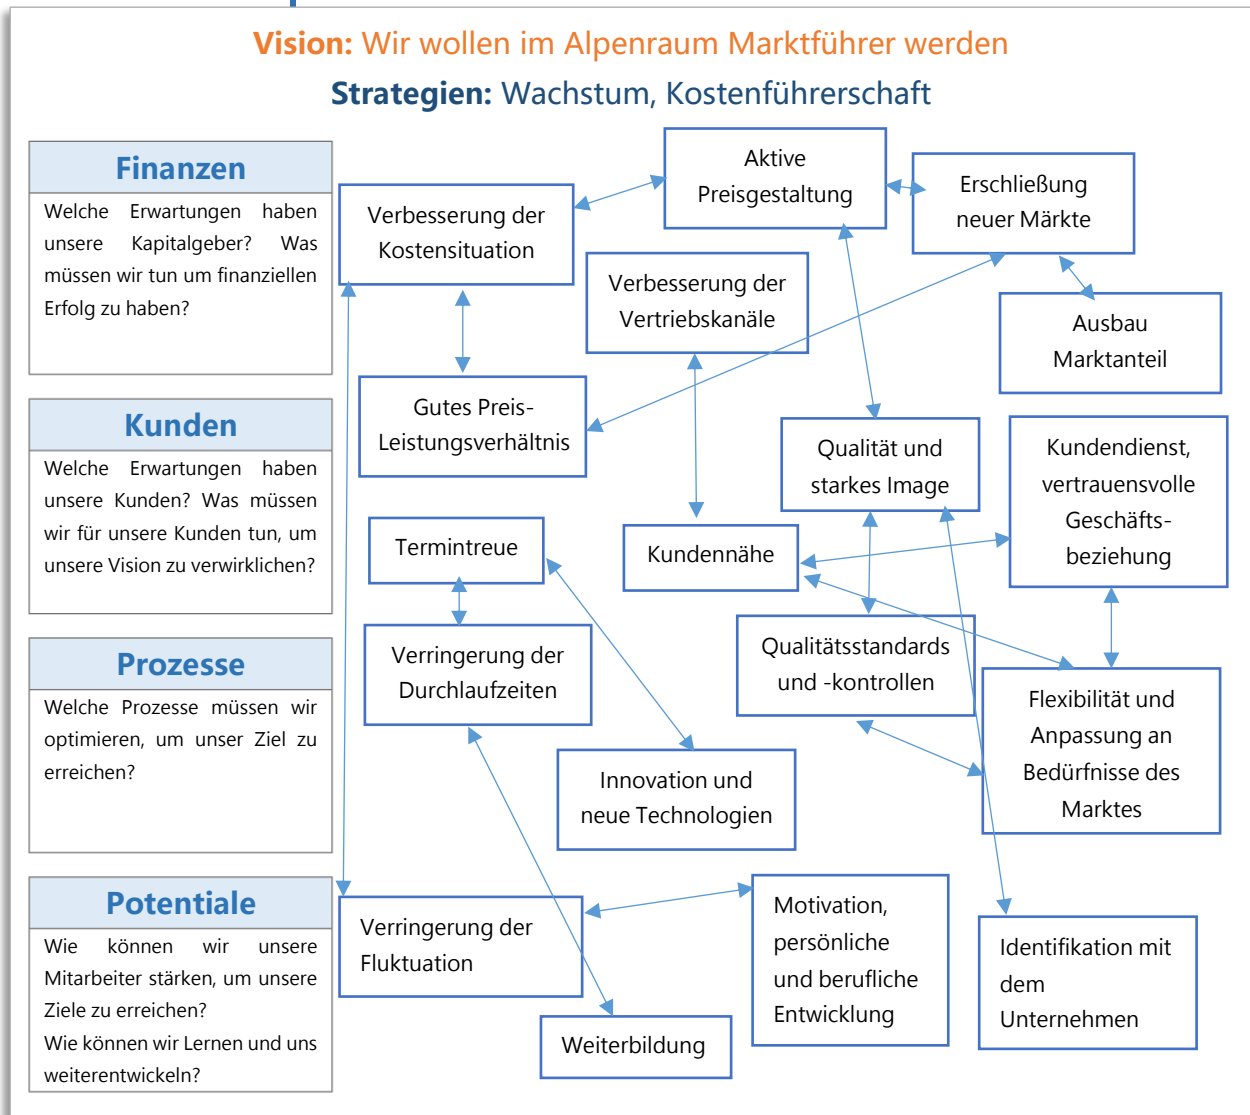 Vision: Wir wollen im Alpenraum Marktführer werden
Strategien: Wachstum, Kostenführerschaft
Finanzen
Welche Erwartungen haben
unsere Kapitalgeber? Was
müssen wir tun um finanziellen
Erfolg zu haben?
Verbesserung der
Kostensituation
Aktive
Preisgestaltung
Erschließung
neuer Märkte
Verbesserung der
Vertriebskanäle
Ausbau
Marktanteil
Kunden
Welche Erwartungen haben
unsere Kunden? Was müssen
wir für unsere Kunden tun, um
unsere Vision zu verwirklichen?
Gutes Preis-
Leistungsverhältnis
Qualität und
starkes Image
Kundendienst,
vertrauensvolle
Geschäfts-
beziehung
Termintreue
Kundennähe
Prozesse
Welche Prozesse müssen wir
optimieren, um unser Ziel zu
erreichen?
Verringerung der
Durchlaufzeiten
Qualitätsstandards
und -kontrollen
Flexibilität und
Anpassung an
Bedürfnisse des
Marktes
Innovation und
neue Technologien
Potentiale
Wie können wir unsere
Mitarbeiter stärken, um unsere
Ziele zu erreichen?
Wie können wir Lernen und uns
weiterentwickeln?
Verringerung der
Fluktuation
Motivation,
persönliche
und berufliche
Entwicklung
Identifikation mit
dem
Unternehmen
Weiterbildung